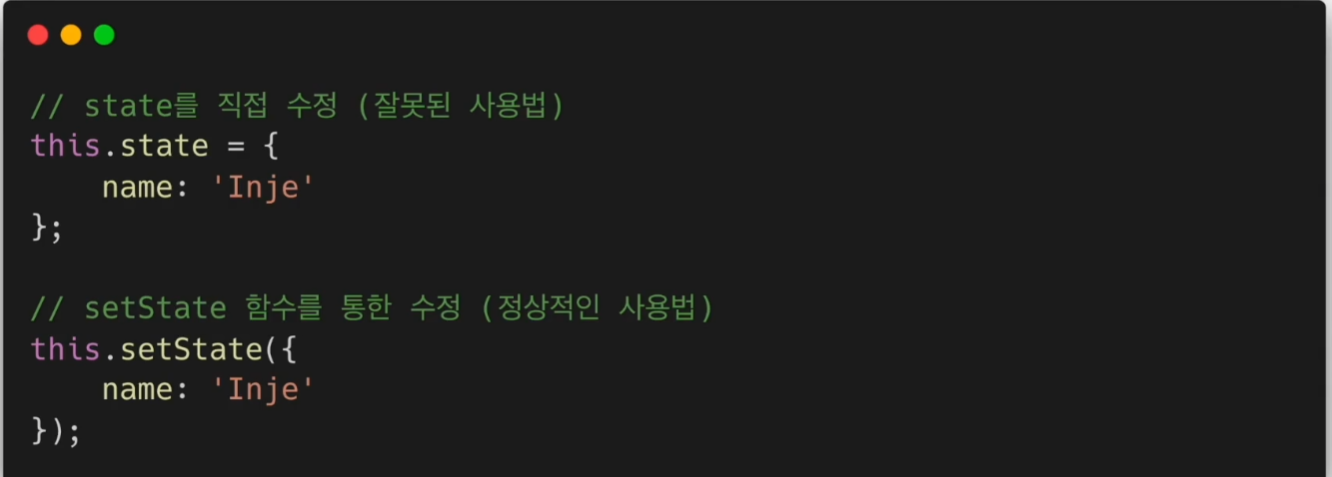 // state를 직접 수정 (잘못된 사용법)
this.state = {
    name: 'Inje'
};
// setState 함수를 통한 수정 (정상적인 사용법)
this.setState({
    name: 'Inje'
});